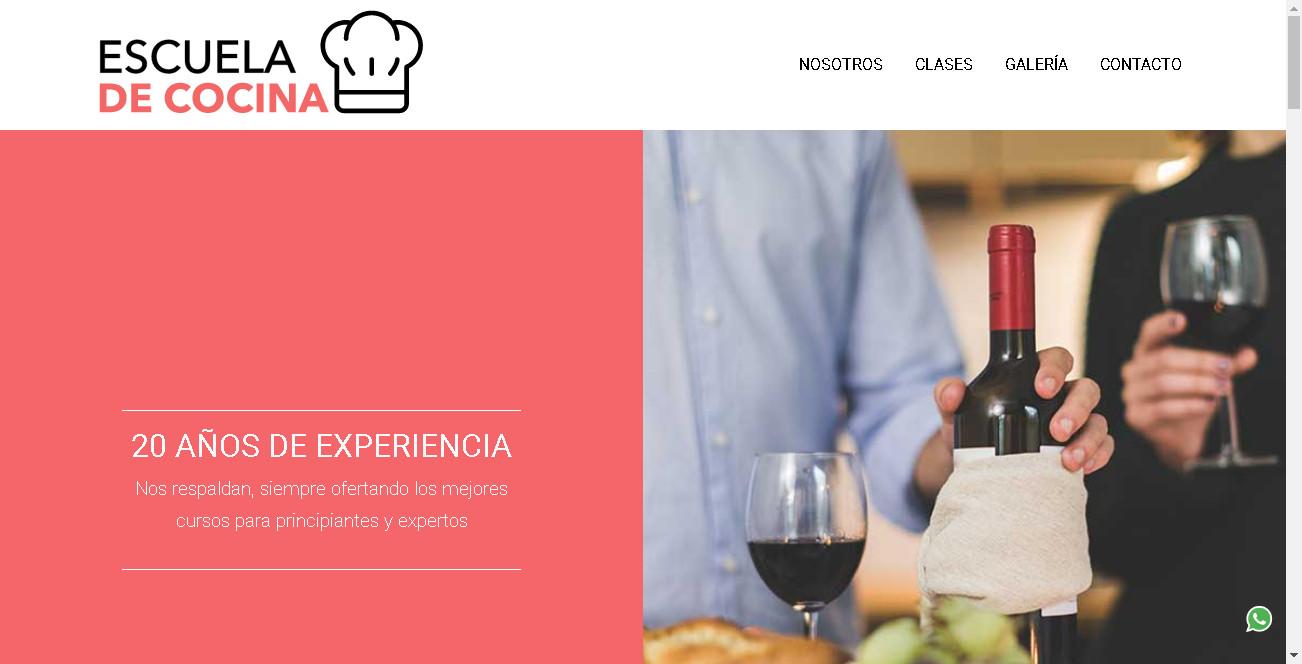 ESCUELA
DE COCINA
NOSOTROS CLASES GALERÍA CONTACTO
20 AÑOS DE EXPERIENCIA
Nos respaldan, siempre ofertando los mejores
cursos para principiantes y expertos